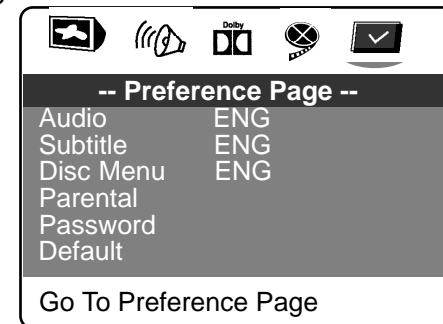 Dolby
-- Preference Page --
Audio ENG
Subtitle ENG
Disc Menu ENG
Parental
Password
Default
Go To Preference Page